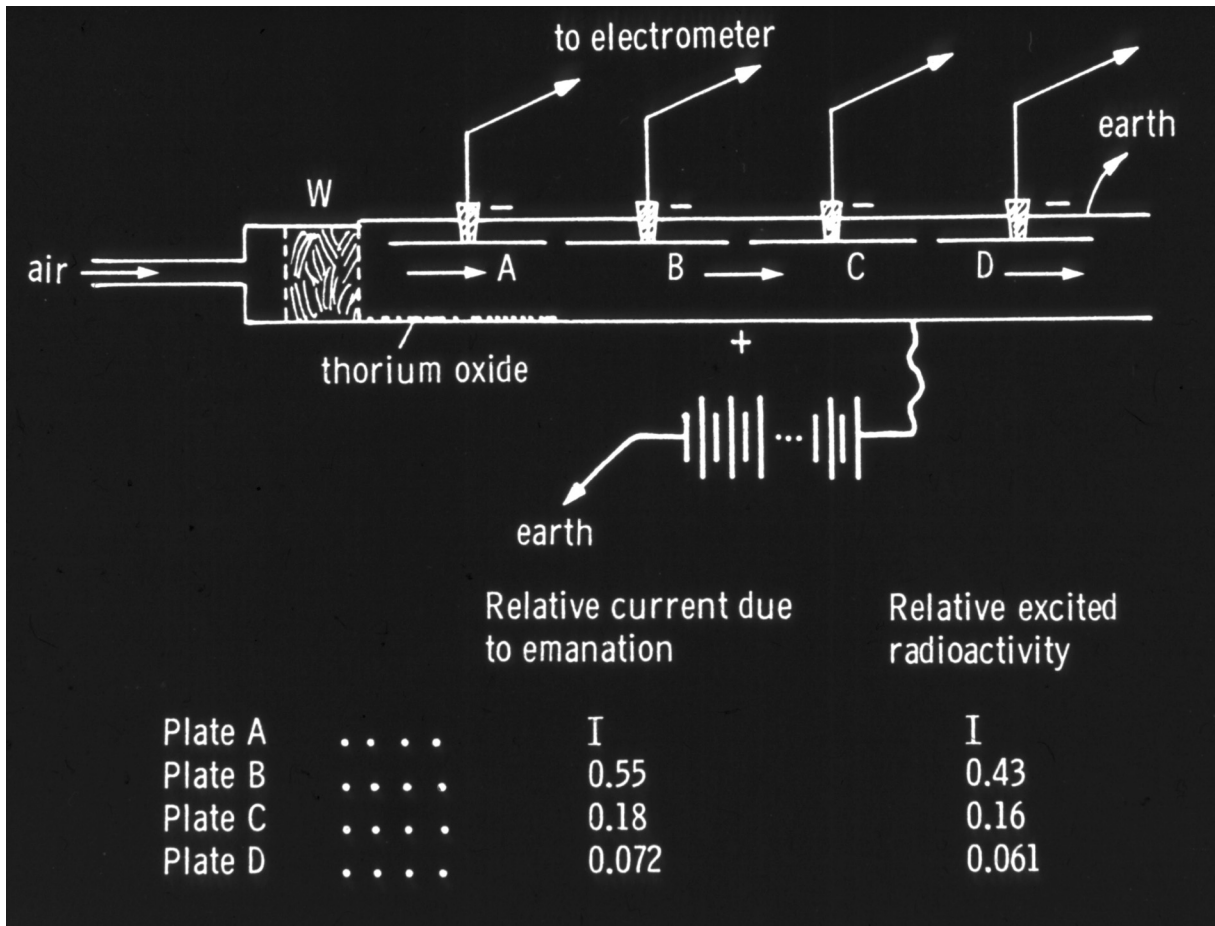 to electrometer
earth
W
− − − −
air
A B C D
+
thorium oxide
...
earth
Relative current due
to emanation
Relative excited
radioactivity
Plate A .... I I
Plate B .... 0.55 0.43
Plate C .... 0.18 0.16
Plate D .... 0.072 0.061